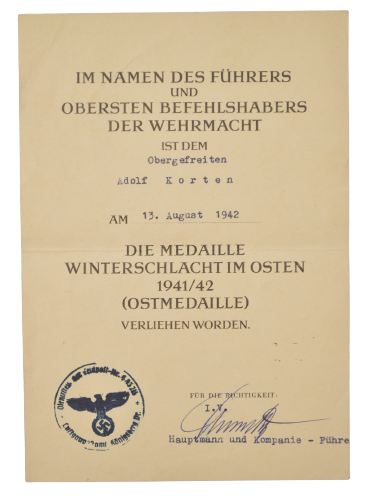 IM NAMEN DES FÜHRERS
UND
OBERSTEN BEFEHLSHABERS
DER WEHRMACHT
IST DEM
Obergefreiten
Adolf Korten
AM 13. August 1942
DIE MEDAILLE
WINTERSCHLACHT IM OSTEN
1941/42
(OSTMEDAILLE)
VERLIEHEN WORDEN.
FÜR DIE RICHTIGKEIT:
I.V.
Hauptmann und Kompanie - Führe